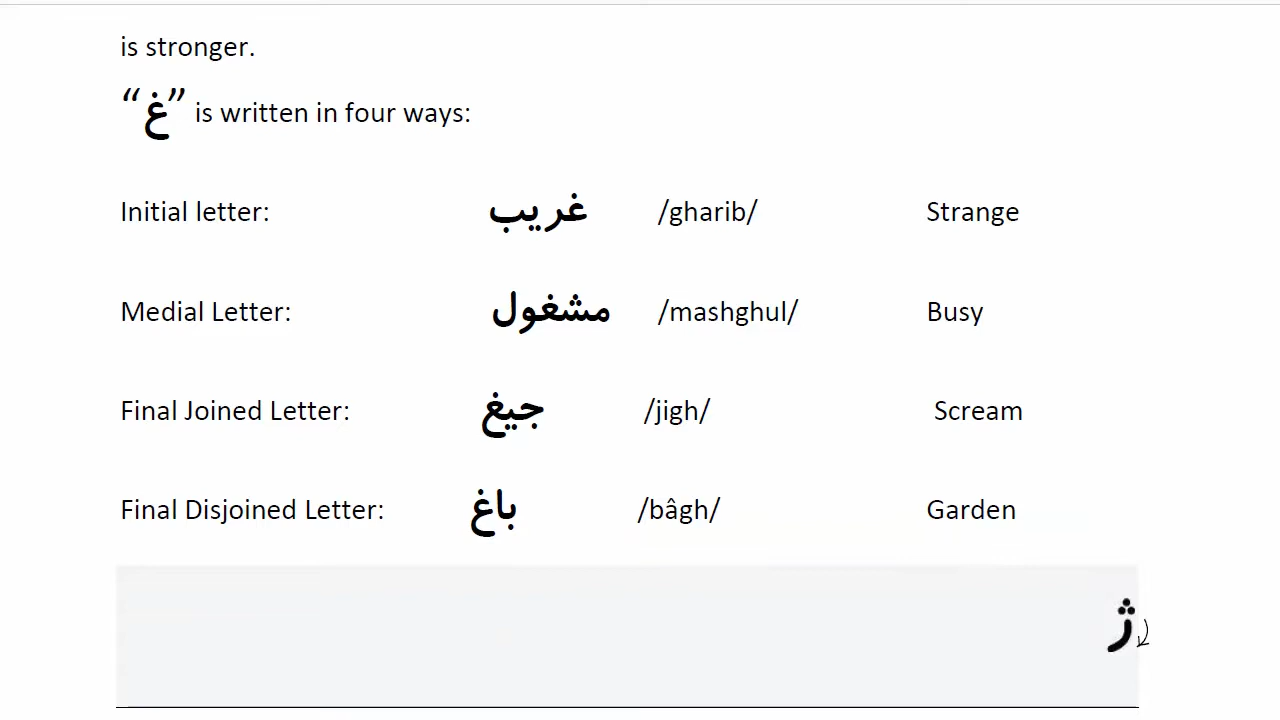 is stronger.
“غ” is written in four ways:
Initial letter: غریب /gharib/ Strange
Medial Letter: مشغول /mashghul/ Busy
Final Joined Letter: جیغ /jigh/ Scream
Final Disjoined Letter: باغ /bâgh/ Garden
ژ